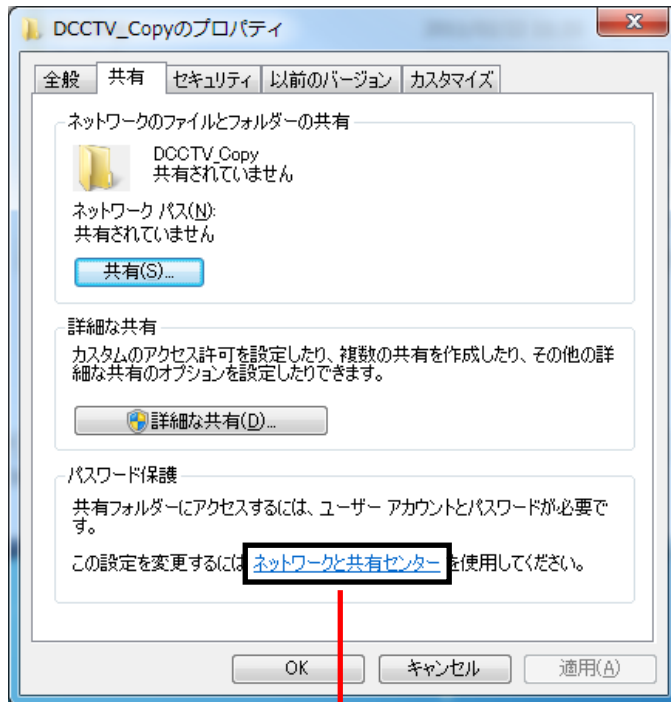 DCCTV_Copyのプロパティ
全般 共有 セキュリティ 以前のバージョン カスタマイズ
ネットワークのファイルとフォルダーの共有
DCCTV_Copy
共有されていません
ネットワーク パス(N):
共有されていません
共有(S)...
詳細な共有
カスタムのアクセス許可を設定したり、複数の共有を作成したり、その他の詳
細な共有のオプションを設定したりできます。
詳細な共有(D)...
パスワード保護
共有フォルダーにアクセスするには、ユーザー アカウントとパスワードが必要で
す。
この設定を変更するには ネットワークと共有センター を使用してください。
OK キャンセル 適用(A)